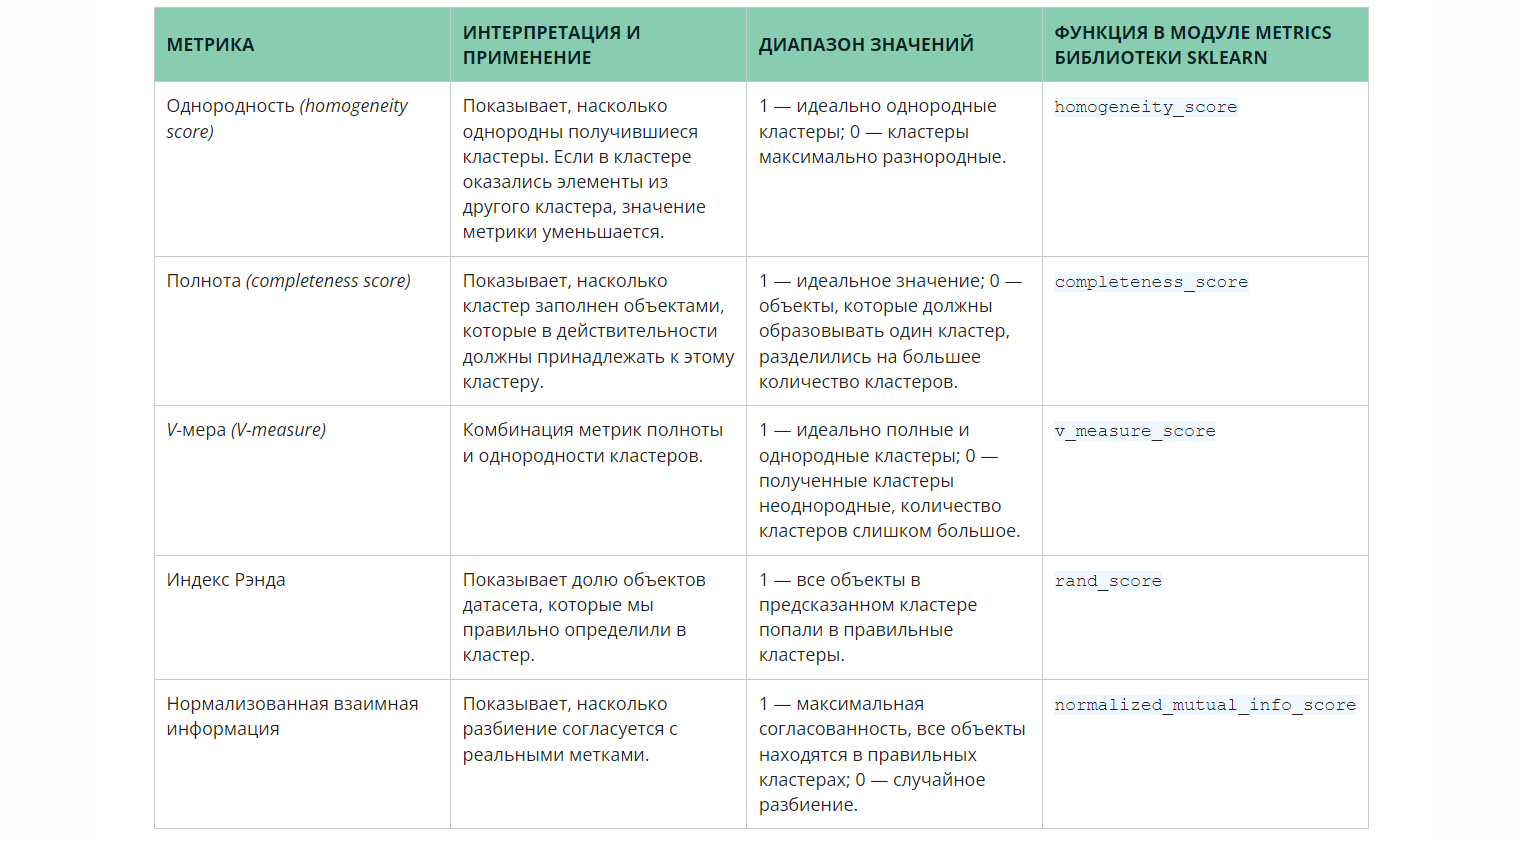 МЕТРИКА
ИНТЕРПРЕТАЦИЯ И
ПРИМЕНЕНИЕ
ДИАПАЗОН ЗНАЧЕНИЙ
ФУНКЦИЯ В МОДУЛЕ METRICS
БИБЛИОТЕКИ SKLEARN
Однородность (homogeneity
score)
Показывает, насколько
однородны получившиеся
кластеры. Если в кластере
оказались элементы из
другого кластера, значение
метрики уменьшается.
1 — идеально однородные
кластеры; 0 — кластеры
максимально разнородные.
homogeneity_score
Полнота (completeness score)
Показывает, насколько
кластер заполнен объектами,
которые в действительности
должны принадлежать к этому
кластеру.
1 — идеальное значение; 0 —
объекты, которые должны
образовывать один кластер,
разделились на большее
количество кластеров.
completeness_score
V-мера (V-measure)
Комбинация метрик полноты
и однородности кластеров.
1 — идеально полные и
однородные кластеры; 0 —
полученные кластеры
неоднородные, количество
кластеров слишком большое.
v_measure_score
Индекс Рэнда
Показывает долю объектов
датасета, которые мы
правильно определили в
кластер.
1 — все объекты в
предсказанном кластере
попали в правильные
кластеры.
rand_score
Нормализованная взаимная
информация
Показывает, насколько
разбиение согласуется с
реальными метками.
1 — максимальная
согласованность, все объекты
находятся в правильных
кластерах; 0 — случайное
разбиение.
normalized_mutual_info_score